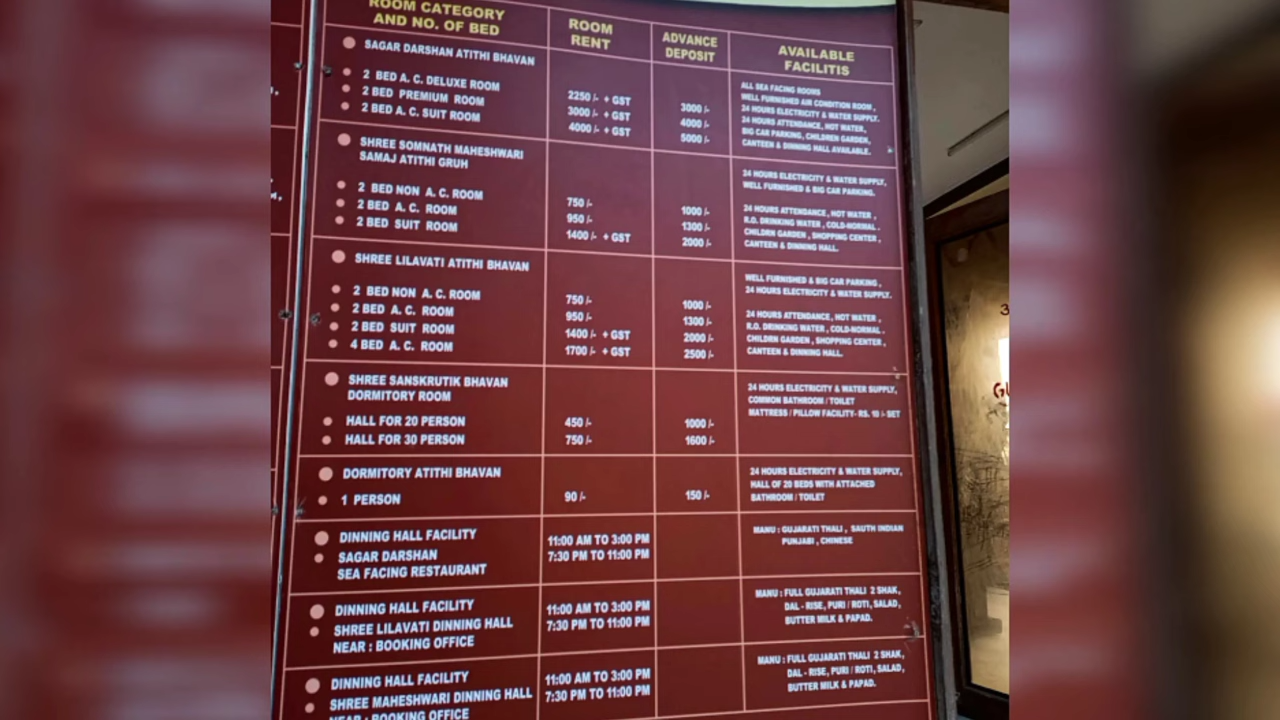 ROOM CATEGORY
AND NO. OF BED
ROOM
RENT
ADVANCE
DEPOSIT
AVAILABLE
FACILITIS
SAGAR DARSHAN ATITHI BHAVAN
2 BED A. C. DELUXE ROOM
2 BED PREMIUM ROOM
2 BED A. C. SUIT ROOM
2250 /- + GST
3000 /- + GST
4000 /- + GST
3000 /-
4000 /-
5000 /-
ALL SEA FACING ROOMS
WELL FURNISHED AIR CONDITION ROOM ,
24 HOURS ELECTRICITY & WATER SUPPLY.
24 HOURS ATTENDANCE, HOT WATER ,
BIG CAR PARKING, CHILDREN GARDEN,
CANTEEN & DINNING HALL AVAILABLE.
SHREE SOMNATH MAHESHWARI
SAMAJ ATITHI GRUH
2 BED NON A. C. ROOM
2 BED A. C. ROOM
2 BED SUIT ROOM
750 /-
950 /-
1400 /- + GST
1000 /-
1300 /-
2000 /-
24 HOURS ELECTRICITY & WATER SUPPLY,
WELL FURNISHED & BIG CAR PARKING.
24 HOURS ATTENDANCE , HOT WATER ,
R.O. DRINKING WATER , COLD-NORMAL .
CHILDRN GARDEN , SHOPPING CENTER ,
CANTEEN & DINNING HALL.
SHREE LILAVATI ATITHI BHAVAN
2 BED NON A. C. ROOM
2 BED A. C. ROOM
2 BED SUIT ROOM
4 BED A. C. ROOM
750 /-
950 /-
1400 /- + GST
1700 /- + GST
1000 /-
1300 /-
2000 /-
2500 /-
WELL FURNISHED & BIG CAR PARKING ,
24 HOURS ELECTRICITY & WATER SUPPLY.
24 HOURS ATTENDANCE , HOT WATER ,
R.O. DRINKING WATER , COLD-NORMAL .
CHILDRN GARDEN , SHOPPING CENTER ,
CANTEEN & DINNING HALL.
SHREE SANSKRUTIK BHAVAN
DORMITORY ROOM
HALL FOR 20 PERSON
HALL FOR 30 PERSON
450 /-
750 /-
1000 /-
1600 /-
24 HOURS ELECTRICITY & WATER SUPPLY,
COMMON BATHROOM / TOILET
MATTRESS / PILLOW FACILITY- RS. 10 /- SET
DORMITORY ATITHI BHAVAN
1 PERSON
90 /-
150 /-
24 HOURS ELECTRICITY & WATER SUPPLY,
HALL OF 20 BEDS WITH ATTACHED
BATHROOM / TOILET
DINNING HALL FACILITY
SAGAR DARSHAN
SEA FACING RESTAURANT
11:00 AM TO 3:00 PM
7:30 PM TO 11:00 PM
MANU : GUJARATI THALI , SAUTH INDIAN
PUNJABI , CHINESE
DINNING HALL FACILITY
SHREE LILAVATI DINNING HALL
NEAR : BOOKING OFFICE
11:00 AM TO 3:00 PM
7:30 PM TO 11:00 PM
MANU : FULL GUJARATI THALI 2 SHAK ,
DAL - RISE, PURI / ROTI, SALAD,
BUTTER MILK & PAPAD.
DINNING HALL FACILITY
SHREE MAHESHWARI DINNING HALL
NEAR : BOOKING OFFICE
11:00 AM TO 3:00 PM
7:30 PM TO 11:00 PM
MANU : FULL GUJARATI THALI 2 SHAK ,
DAL - RISE, PURI / ROTI, SALAD,
BUTTER MILK & PAPAD.